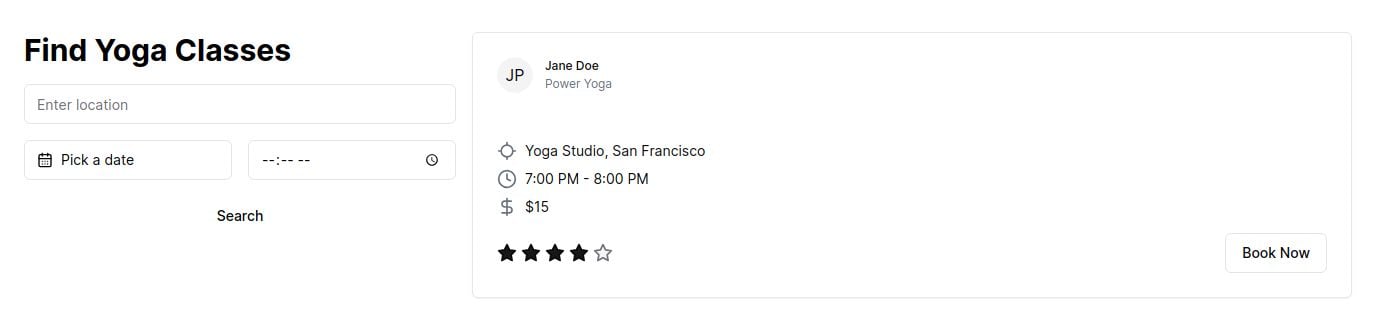 Find Yoga Classes
Enter location
Pick a date
--:-- --
Search
JP
Jane Doe
Power Yoga
Yoga Studio, San Francisco
7:00 PM - 8:00 PM
$15
Book Now